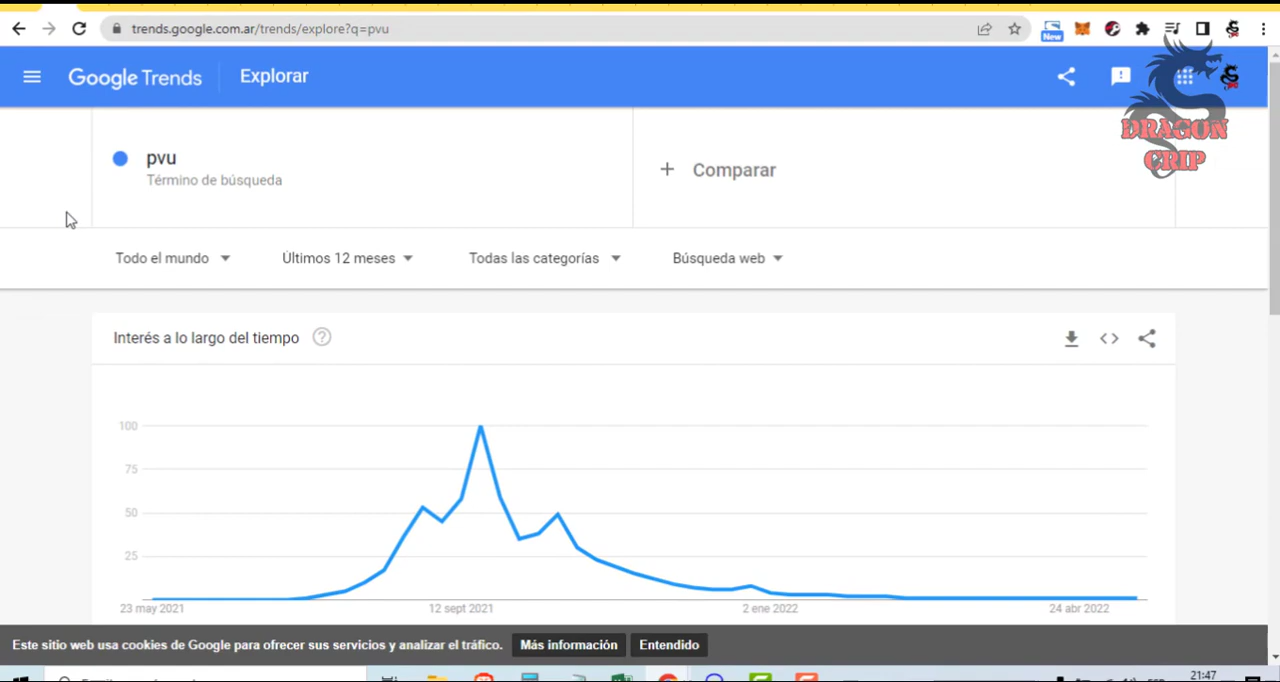 trends.google.com.ar/trends/explore?q=pvu
New
Google Trends
Explorar
DRAGON
CRIP
pvu
Término de búsqueda
+ Comparar
Todo el mundo
Últimos 12 meses
Todas las categorías
Búsqueda web
Interés a lo largo del tiempo
100
75
50
25
23 may 2021
12 sept 2021
2 ene 2022
24 abr 2022
Este sitio web usa cookies de Google para ofrecer sus servicios y analizar el tráfico.
Más información
Entendido
21:47